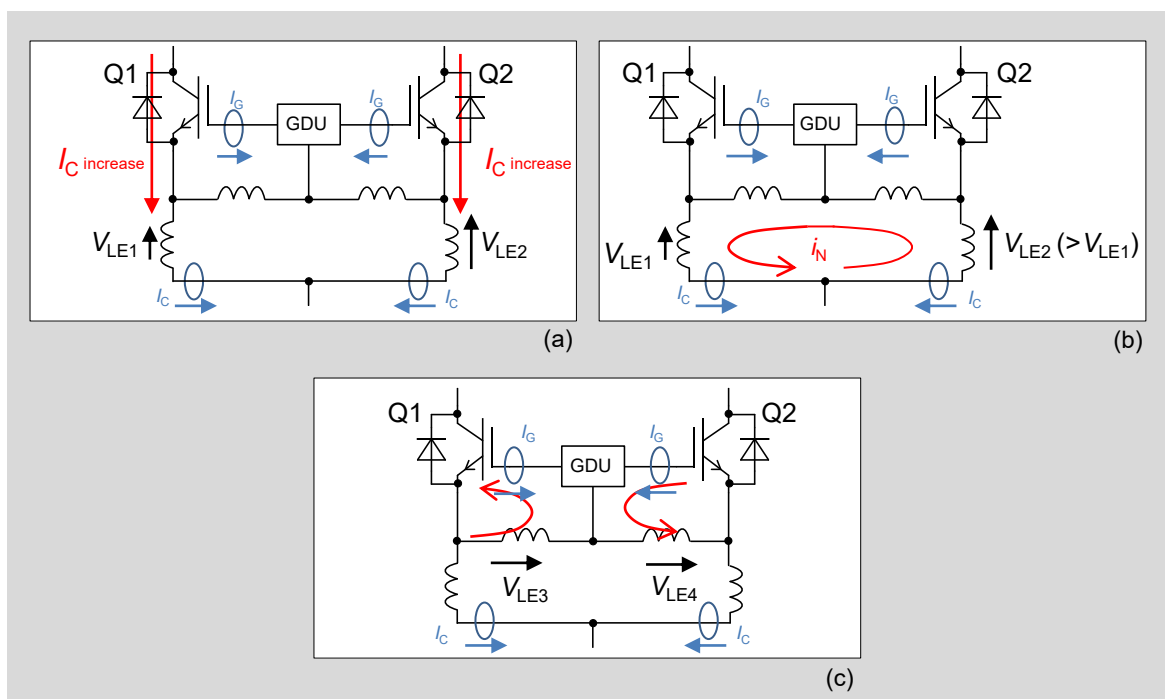 Q1
Q2
I_G
I_G
GDU
I_C increase
I_C increase
V_LE1
V_LE2
I_C
I_C
(a)
Q1
Q2
I_G
I_G
GDU
V_LE1
i_N
V_LE2 (> V_LE1)
I_C
I_C
(b)
Q1
Q2
I_G
I_G
GDU
V_LE3
V_LE4
I_C
I_C
(c)